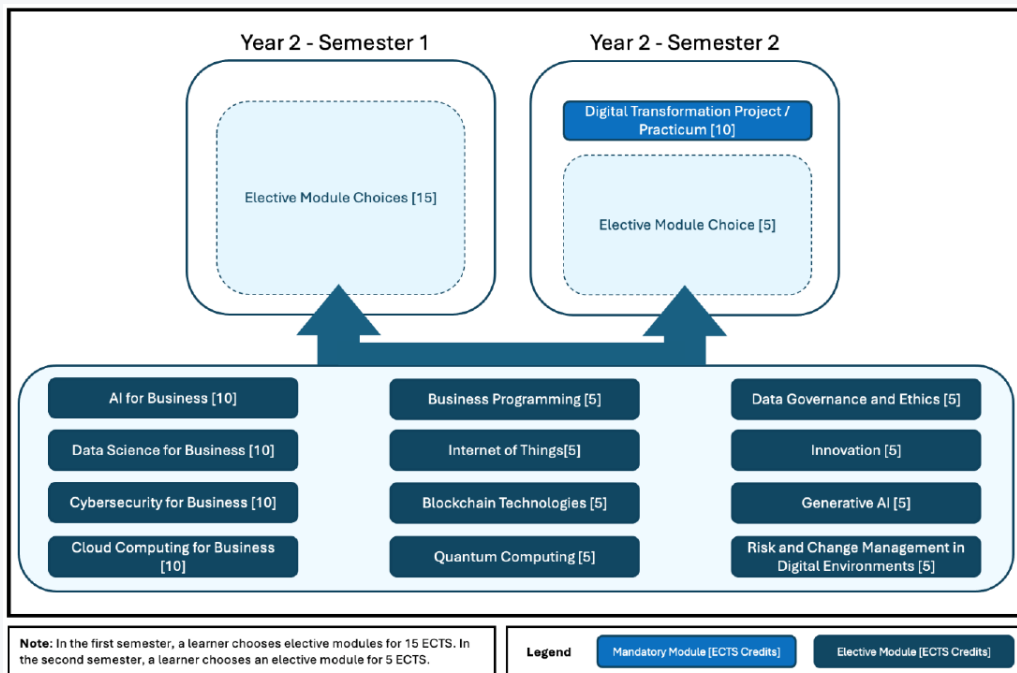 Year 2 - Semester 1
Year 2 - Semester 2
Elective Module Choices [15]
Digital Transformation Project /
Practicum [10]
Elective Module Choice [5]
AI for Business [10]
Business Programming [5]
Data Governance and Ethics [5]
Data Science for Business [10]
Internet of Things[5]
Innovation [5]
Cybersecurity for Business [10]
Blockchain Technologies [5]
Generative AI [5]
Cloud Computing for Business
[10]
Quantum Computing [5]
Risk and Change Management in
Digital Environments [5]
Note: In the first semester, a learner chooses elective modules for 15 ECTS. In
the second semester, a learner chooses an elective module for 5 ECTS.
Legend
Mandatory Module [ECTS Credits]
Elective Module [ECTS Credits]